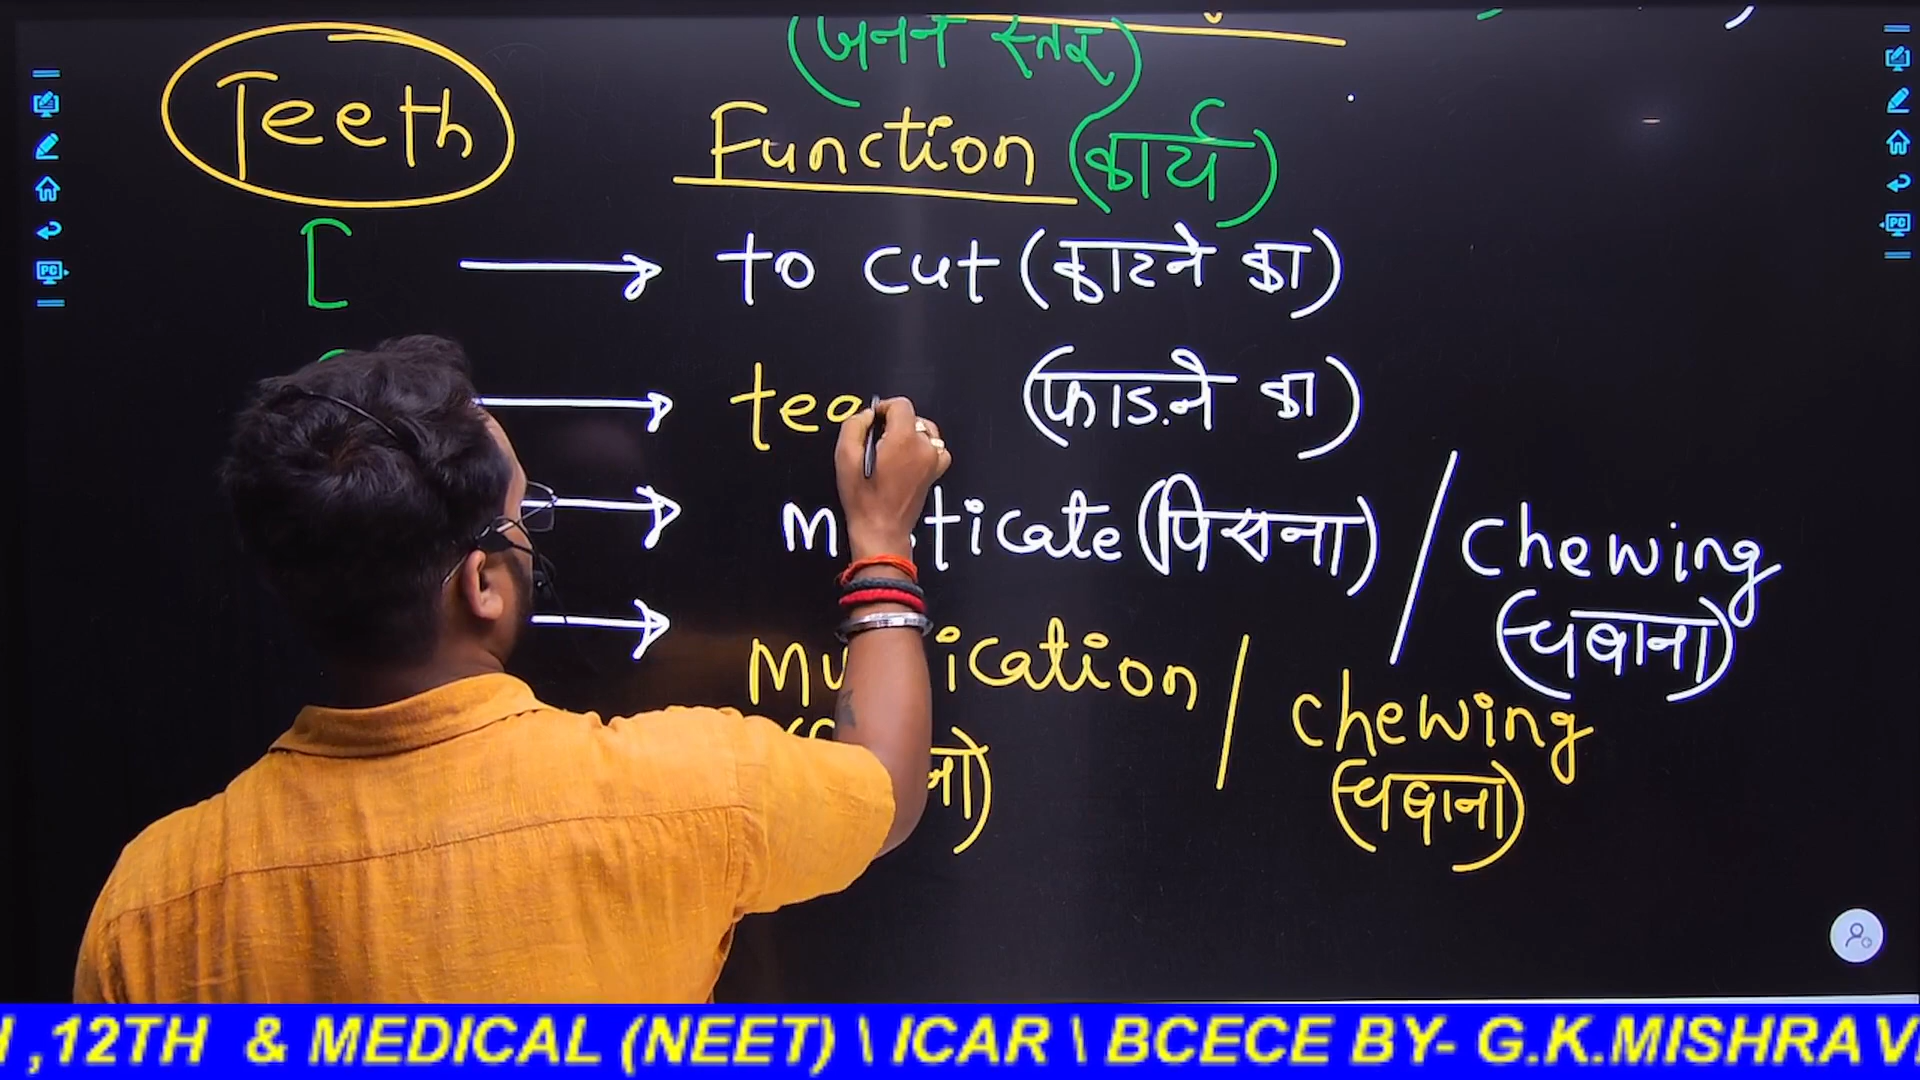 (जनन स्तर)
Teeth
Function (कार्य)
I → to cut (काटने का)
→ tea (फाड़ने का)
ticate (पिसना) / chewing (चबाना)
ication / chewing (चबाना)
,12TH & MEDICAL (NEET) \ ICAR \ BCECE BY- G.K.MISHRA